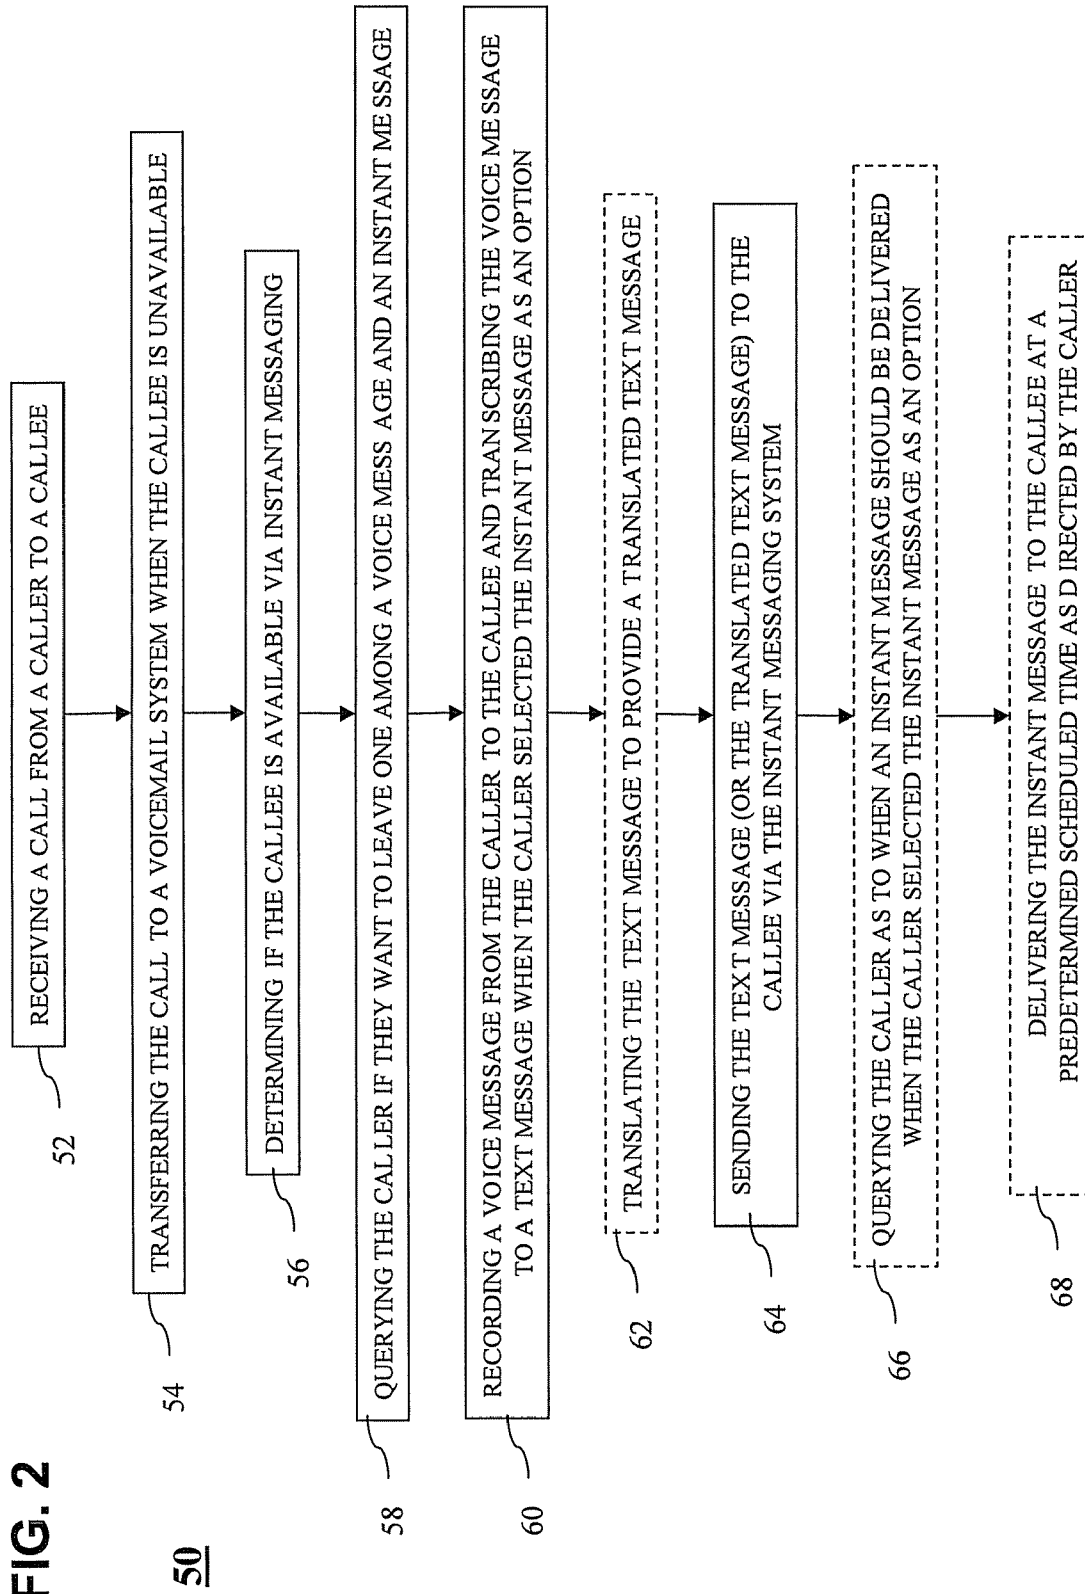 FIG. 2
50
RECEIVING A CALL FROM A CALLER TO A CALLEE
52
TRANSFERRING THE CALL TO A VOICEMAIL SYSTEM WHEN THE CALLEE IS UNAVAILABLE
54
DETERMINING IF THE CALLEE IS AVAILABLE VIA INSTANT MESSAGING
56
QUERYING THE CALLER IF THEY WANT TO LEAVE ONE AMONG A VOICE MESSAGE AND AN INSTANT MESSAGE
58
RECORDING A VOICE MESSAGE FROM THE CALLER TO THE CALLEE AND TRANSCRIBING THE VOICE MESSAGE
TO A TEXT MESSAGE WHEN THE CALLER SELECTED THE INSTANT MESSAGE AS AN OPTION
60
TRANSLATING THE TEXT MESSAGE TO PROVIDE A TRANSLATED TEXT MESSAGE
62
SENDING THE TEXT MESSAGE (OR THE TRANSLATED TEXT MESSAGE) TO THE
CALLEE VIA THE INSTANT MESSAGING SYSTEM
64
QUERYING THE CALLER AS TO WHEN AN INSTANT MESSAGE SHOULD BE DELIVERED
WHEN THE CALLER SELECTED THE INSTANT MESSAGE AS AN OPTION
66
DELIVERING THE INSTANT MESSAGE TO THE CALLEE AT A
PREDETERMINED SCHEDULED TIME AS DIRECTED BY THE CALLER
68